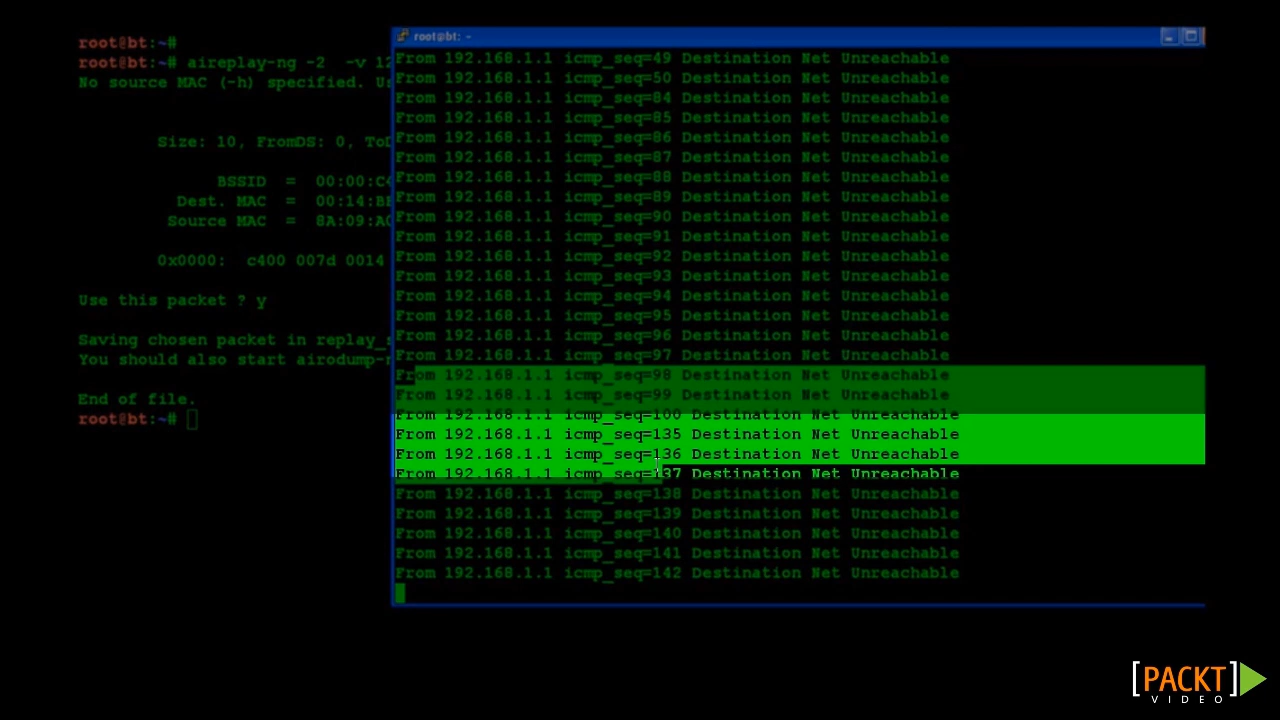 root@bt:~#
root@bt:~# aireplay-ng -2 -v 12
No source MAC (-h) specified. Us
Size: 10, FromDS: 0, ToD
BSSID = 00:00:C4
Dest. MAC = 00:14:BF
Source MAC = 8A:09:AC
0x0000: c400 007d 0014
Use this packet ? y
Saving chosen packet in replay_s
You should also start airodump-n
End of file.
root@bt:~#
root@bt: ~
From 192.168.1.1 icmp_seq=49 Destination Net Unreachable
From 192.168.1.1 icmp_seq=50 Destination Net Unreachable
From 192.168.1.1 icmp_seq=84 Destination Net Unreachable
From 192.168.1.1 icmp_seq=85 Destination Net Unreachable
From 192.168.1.1 icmp_seq=86 Destination Net Unreachable
From 192.168.1.1 icmp_seq=87 Destination Net Unreachable
From 192.168.1.1 icmp_seq=88 Destination Net Unreachable
From 192.168.1.1 icmp_seq=89 Destination Net Unreachable
From 192.168.1.1 icmp_seq=90 Destination Net Unreachable
From 192.168.1.1 icmp_seq=91 Destination Net Unreachable
From 192.168.1.1 icmp_seq=92 Destination Net Unreachable
From 192.168.1.1 icmp_seq=93 Destination Net Unreachable
From 192.168.1.1 icmp_seq=94 Destination Net Unreachable
From 192.168.1.1 icmp_seq=95 Destination Net Unreachable
From 192.168.1.1 icmp_seq=96 Destination Net Unreachable
From 192.168.1.1 icmp_seq=97 Destination Net Unreachable
From 192.168.1.1 icmp_seq=98 Destination Net Unreachable
From 192.168.1.1 icmp_seq=99 Destination Net Unreachable
From 192.168.1.1 icmp_seq=100 Destination Net Unreachable
From 192.168.1.1 icmp_seq=135 Destination Net Unreachable
From 192.168.1.1 icmp_seq=136 Destination Net Unreachable
From 192.168.1.1 icmp_seq=137 Destination Net Unreachable
From 192.168.1.1 icmp_seq=138 Destination Net Unreachable
From 192.168.1.1 icmp_seq=139 Destination Net Unreachable
From 192.168.1.1 icmp_seq=140 Destination Net Unreachable
From 192.168.1.1 icmp_seq=141 Destination Net Unreachable
From 192.168.1.1 icmp_seq=142 Destination Net Unreachable
[PACKT]
VIDEO